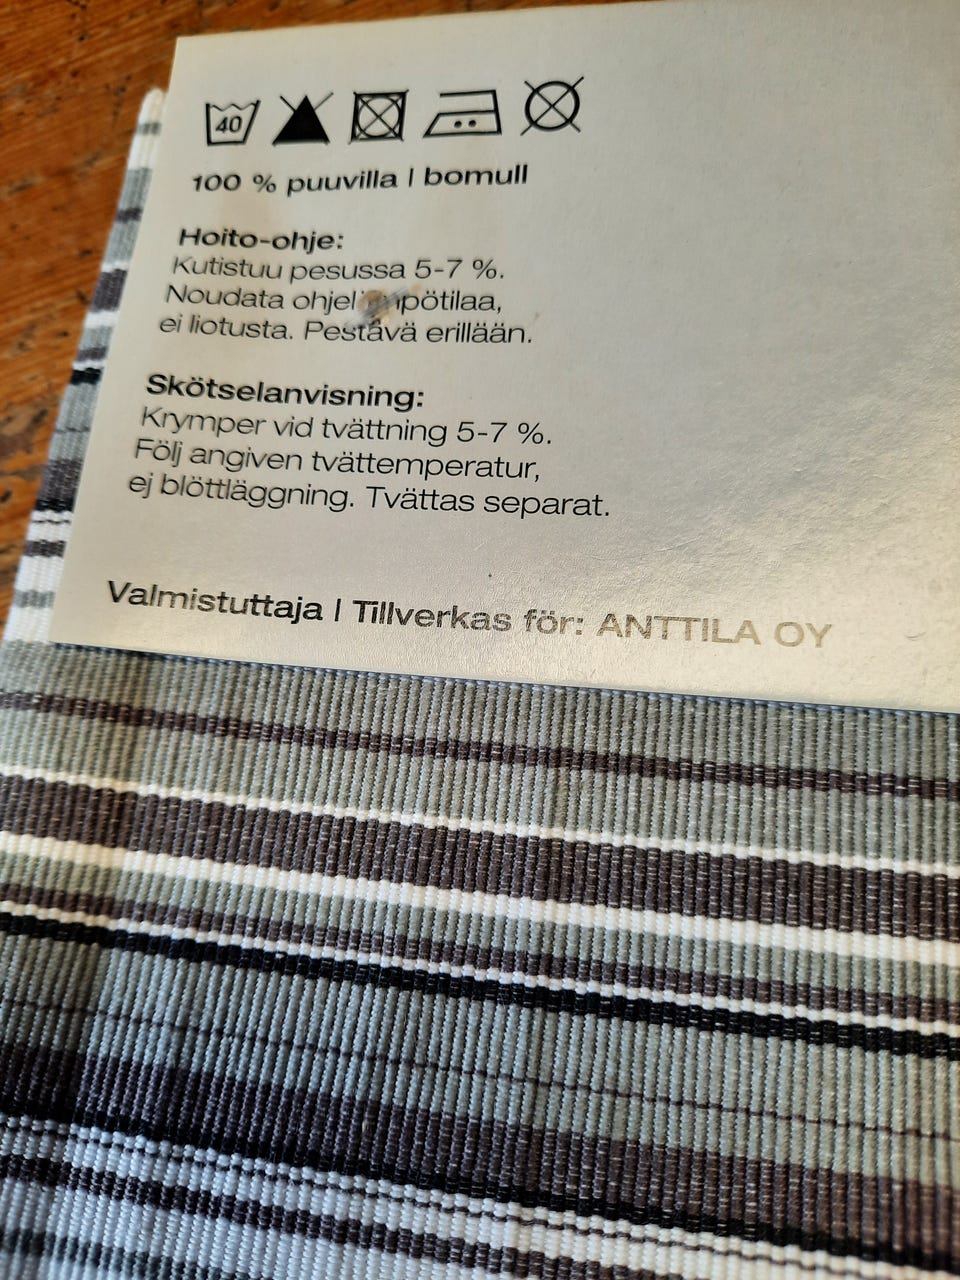 40
100 % puuvilla | bomull
Hoito-ohje:
Kutistuu pesussa 5-7 %.
Noudata
ei liotusta. Pestävä erillään.
Skötselanvisning:
Krymper vid tvättning 5-7 %.
Följ angiven tvättemperatur,
ej blöttläggning. Tvättas separat.
Valmistuttaja | Tillverkas för: ANTTILA OY